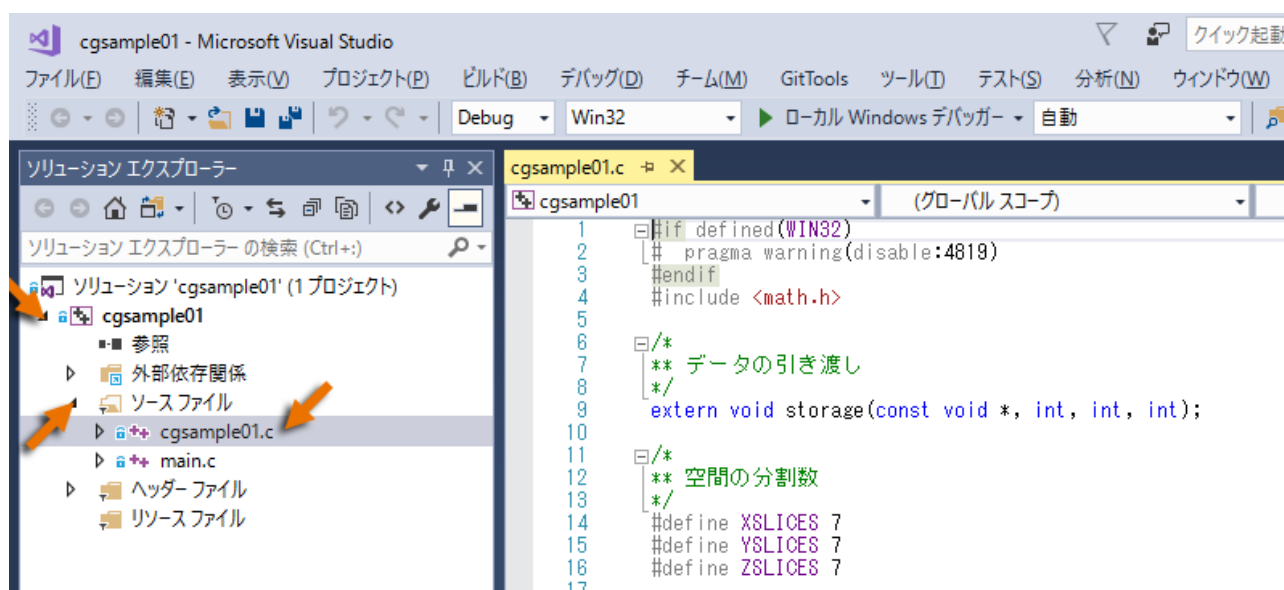 cgsample01 - Microsoft Visual Studio
クイック起動
ファイル(F) 編集(E) 表示(V) プロジェクト(P) ビルド(B) デバッグ(D) チーム(M) GitTools ツール(T) テスト(S) 分析(N) ウィンドウ(W)
Debug Win32 ローカル Windows デバッガー 自動
ソリューション エクスプローラー
ソリューション エクスプローラー の検索 (Ctrl+:)
ソリューション 'cgsample01' (1 プロジェクト)
cgsample01
参照
外部依存関係
ソース ファイル
cgsample01.c
main.c
ヘッダー ファイル
リソース ファイル
cgsample01.c
cgsample01 (グローバル スコープ)
1 #if defined(WIN32)
2 #  pragma warning(disable:4819)
3 #endif
4 #include <math.h>
5
6 /*
7 ** データの引き渡し
8 */
9 extern void storage(const void *, int, int, int);
10
11 /*
12 ** 空間の分割数
13 */
14 #define XSLICES 7
15 #define YSLICES 7
16 #define ZSLICES 7
17